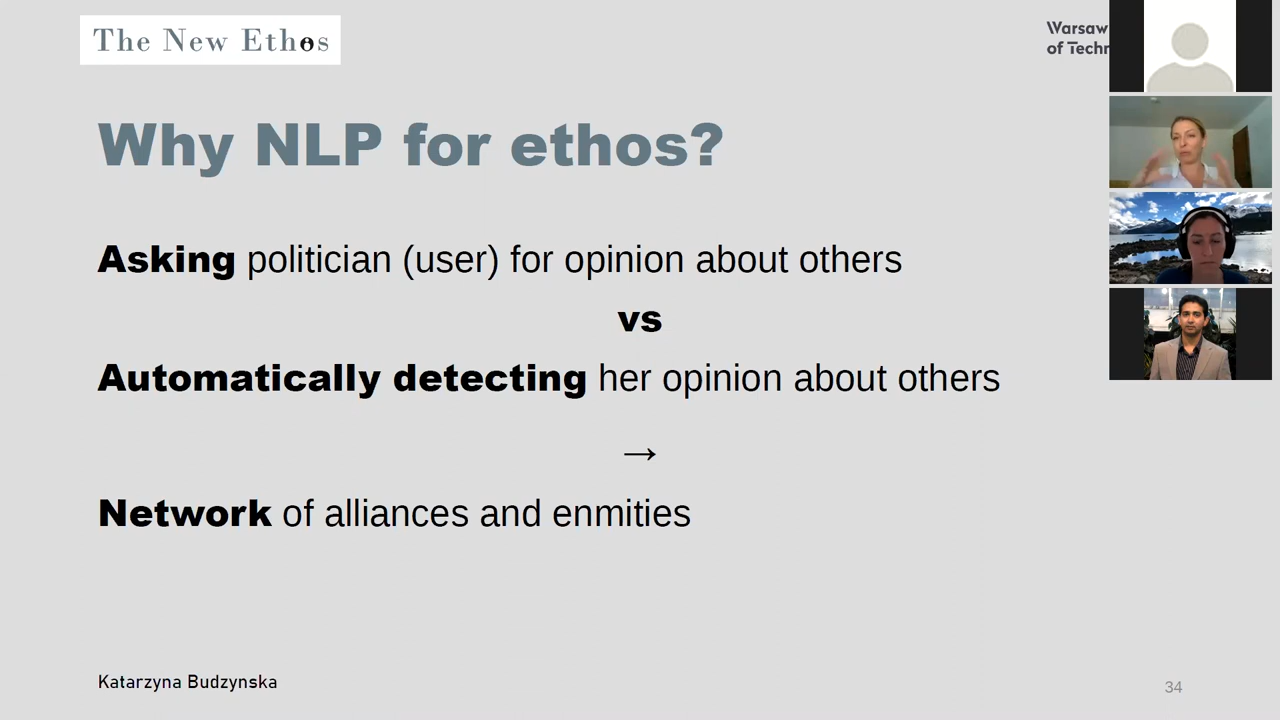 The New Ethos
Warsaw
of Techn
Why NLP for ethos?
Asking politician (user) for opinion about others
vs
Automatically detecting her opinion about others
→
Network of alliances and enmities
Katarzyna Budzynska
34